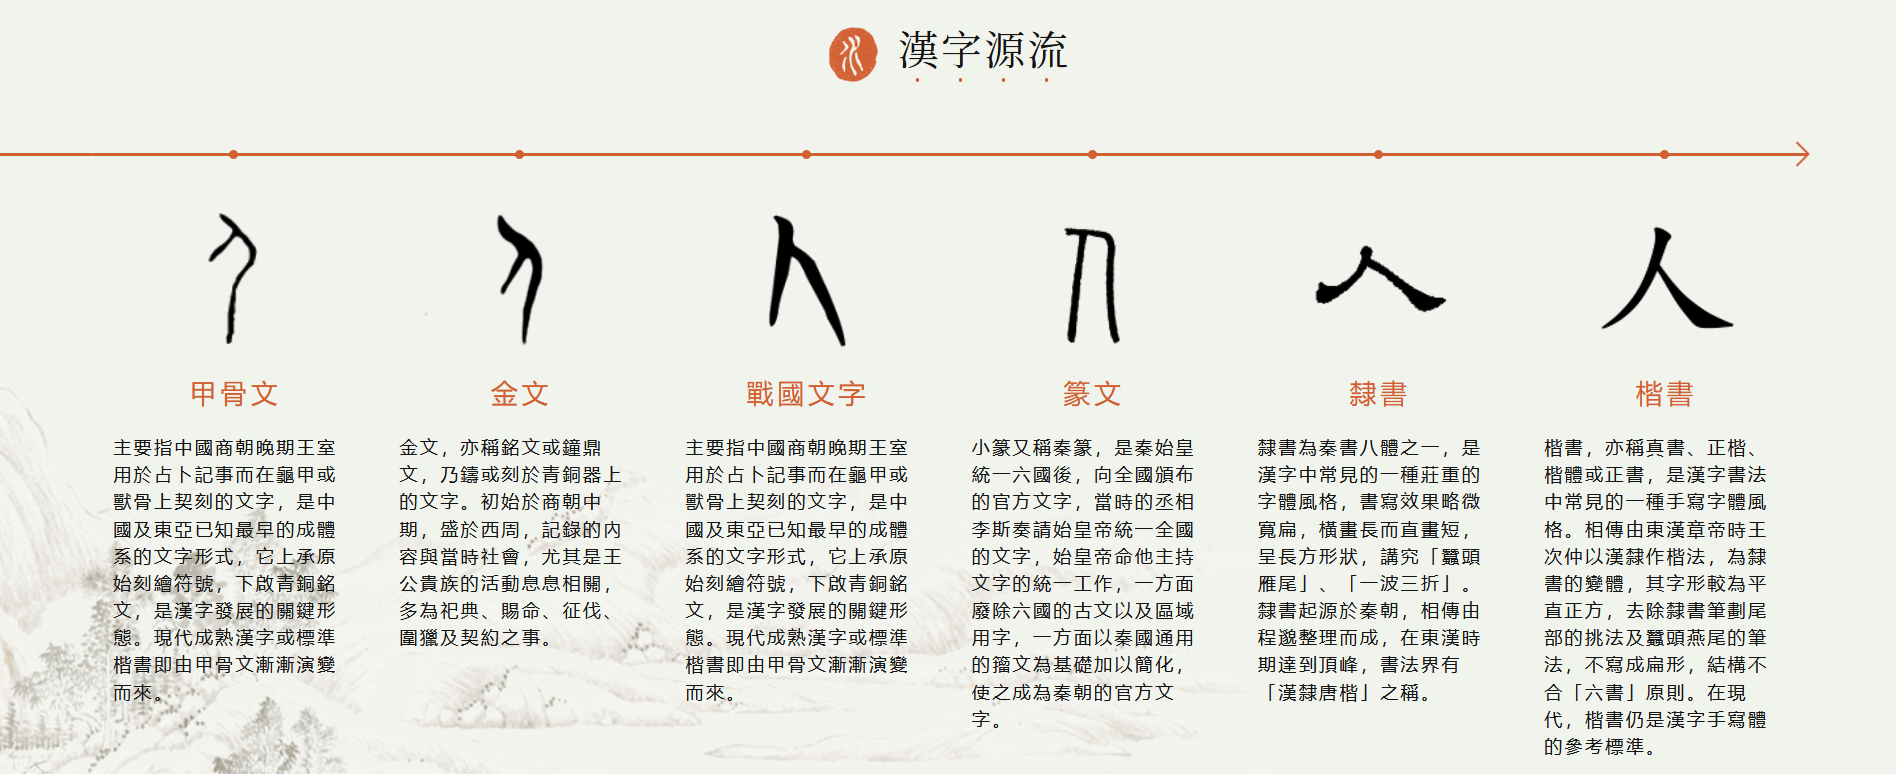 漢字源流
甲骨文
主要指中國商朝晚期王室
用於占卜記事而在龜甲或
獸骨上契刻的文字，是中
國及東亞已知最早的成體
系的文字形式，它上承原
始刻繪符號，下啟青銅銘
文，是漢字發展的關鍵形
態。現代成熟漢字或標準
楷書即由甲骨文漸漸演變
而來。
金文
金文，亦稱銘文或鐘鼎
文，乃鑄或刻於青銅器上
的文字。初始於商朝中
期，盛於西周，記錄的內
容與當時社會，尤其是王
公貴族的活動息息相關，
多為祀典、賜命、征伐、
圍獵及契約之事。
戰國文字
主要指中國商朝晚期王室
用於占卜記事而在龜甲或
獸骨上契刻的文字，是中
國及東亞已知最早的成體
系的文字形式，它上承原
始刻繪符號，下啟青銅銘
文，是漢字發展的關鍵形
態。現代成熟漢字或標準
楷書即由甲骨文漸漸演變
而來。
篆文
小篆又稱秦篆，是秦始皇
統一六國後，向全國頒布
的官方文字，當時的丞相
李斯奏請始皇帝統一全國
的文字，始皇帝命他主持
文字的統一工作，一方面
廢除六國的古文以及區域
用字，一方面以秦國通用
的籀文為基礎加以簡化，
使之成為秦朝的官方文
字。
隸書
隸書為秦書八體之一，是
漢字中常見的一種莊重的
字體風格，書寫效果略微
寬扁，橫畫長而直畫短，
呈長方形狀，講究「蠶頭
雁尾」、「一波三折」。
隸書起源於秦朝，相傳由
程邈整理而成，在東漢時
期達到頂峰，書法界有
「漢隸唐楷」之稱。
人
楷書
楷書，亦稱真書、正楷、
楷體或正書，是漢字書法
中常見的一種手寫字體風
格。相傳由東漢章帝時王
次仲以漢隸作楷法，為隸
書的變體，其字形較為平
直正方，去除隸書筆劃尾
部的挑法及蠶頭燕尾的筆
法，不寫成扁形，結構不
合「六書」原則。在現
代，楷書仍是漢字手寫體
的參考標準。